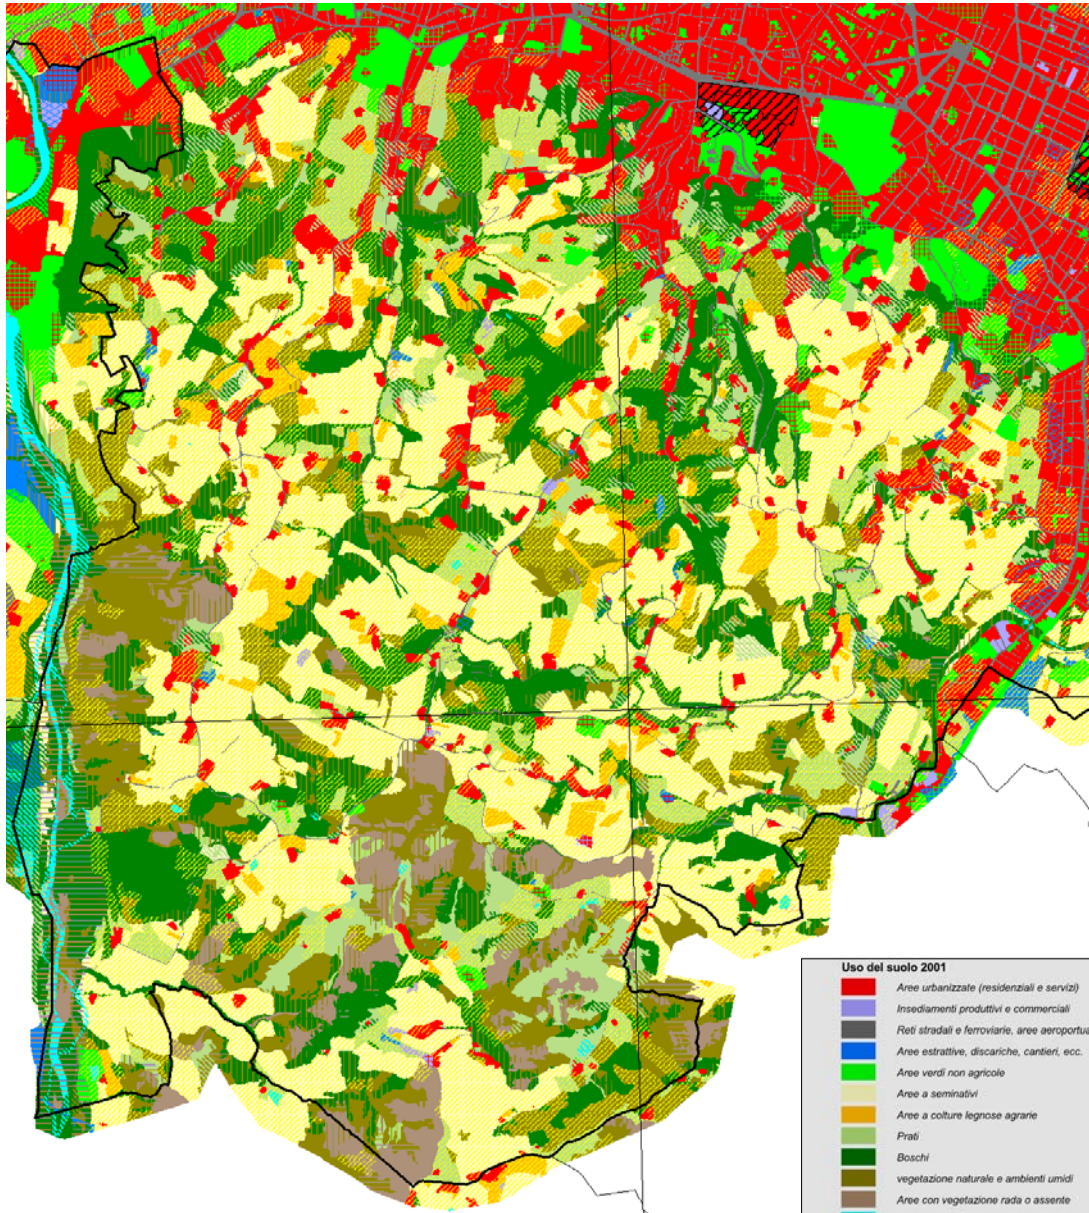 Uso del suolo 2001
Aree urbanizzate (residenziali e servizi)
Insediamenti produttivi e commerciali
Reti stradali e ferroviarie, aree aeroportua
Aree estrattive, discariche, cantieri, ecc.
Aree verdi non agricole
Aree a seminativi
Aree a colture legnose agrarie
Prati
Boschi
vegetazione naturale e ambienti umidi
Aree con vegetazione rada o assente